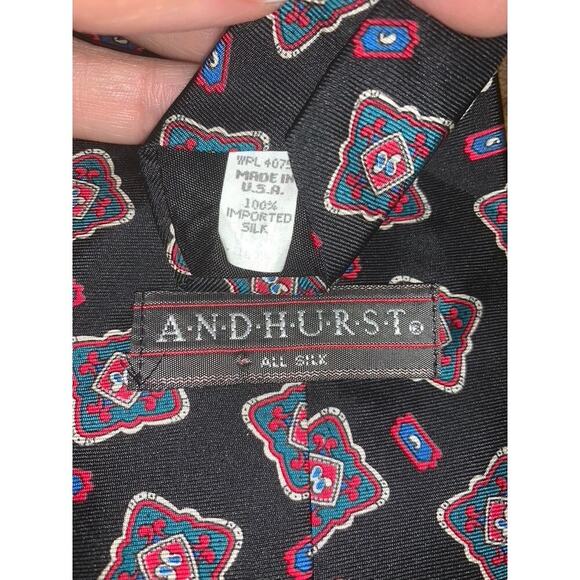 WPL 4075
MADE IN
U.S.A.
100%
IMPORTED
SILK
A·N·D·H·U·R·S·T®
ALL SILK